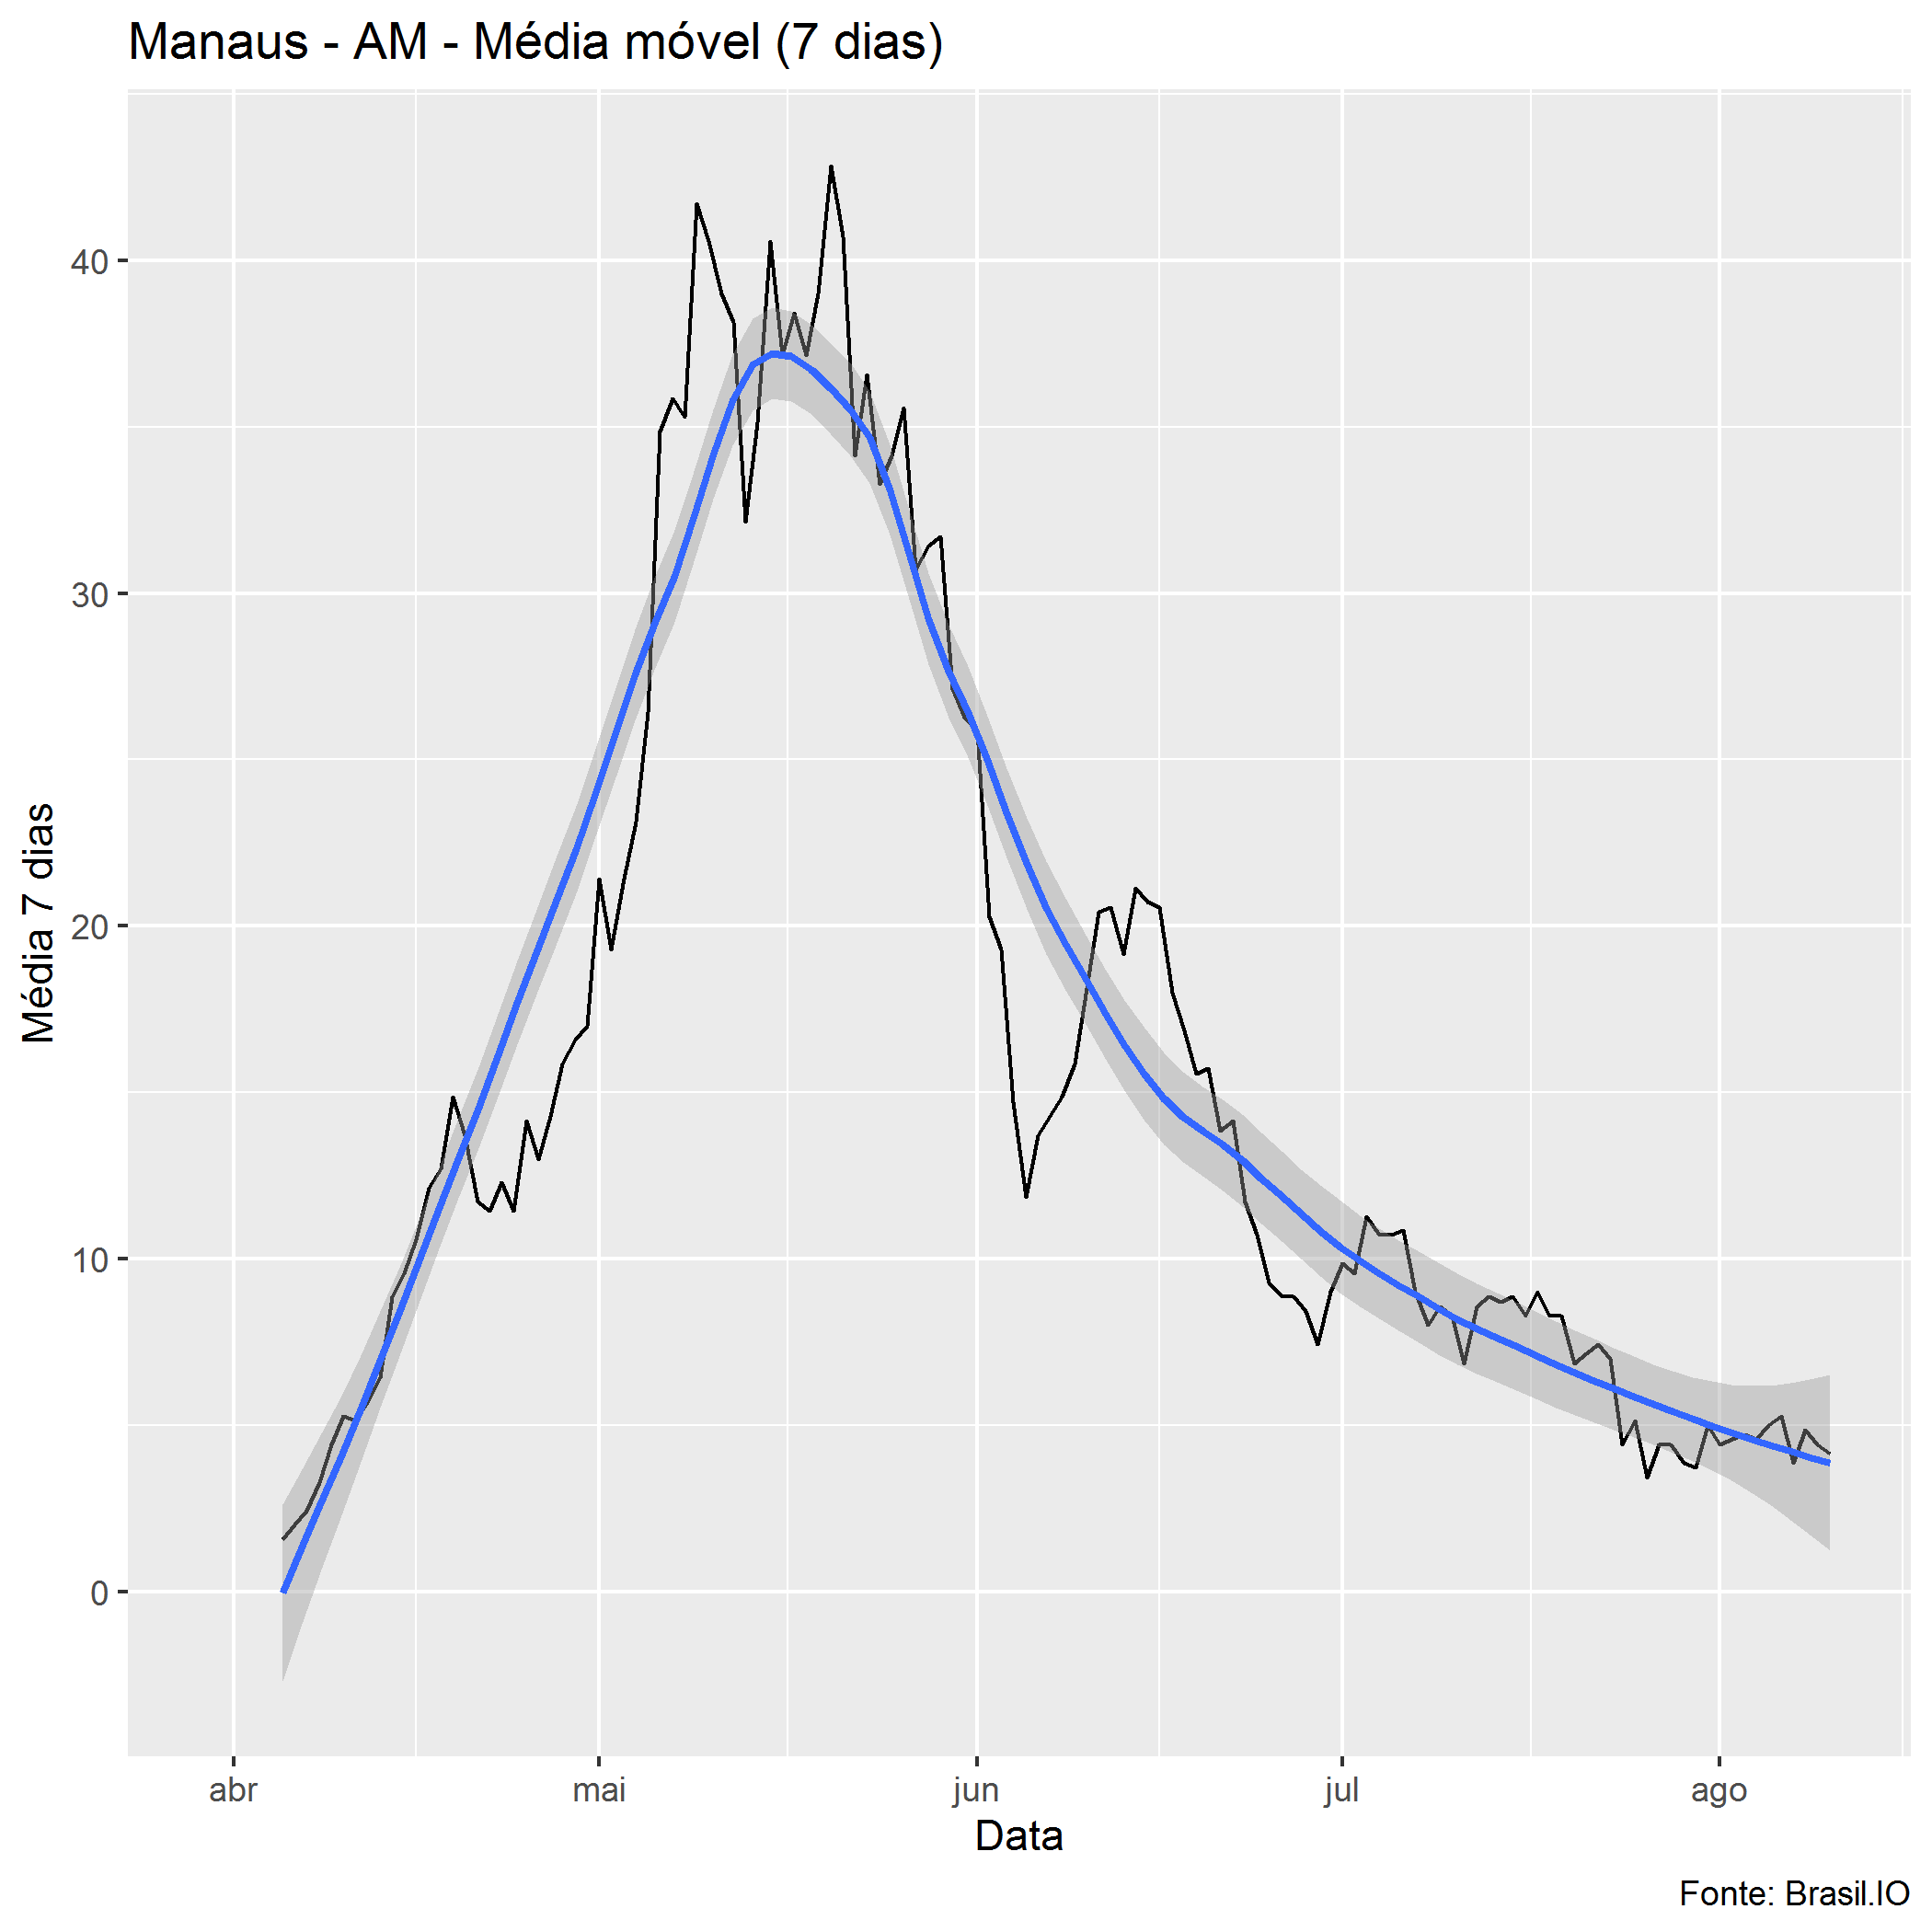 Manaus - AM - Média móvel (7 dias)
Média 7 dias
40
30
20
10
0
abr mai jun jul ago
Data
Fonte: Brasil.IO